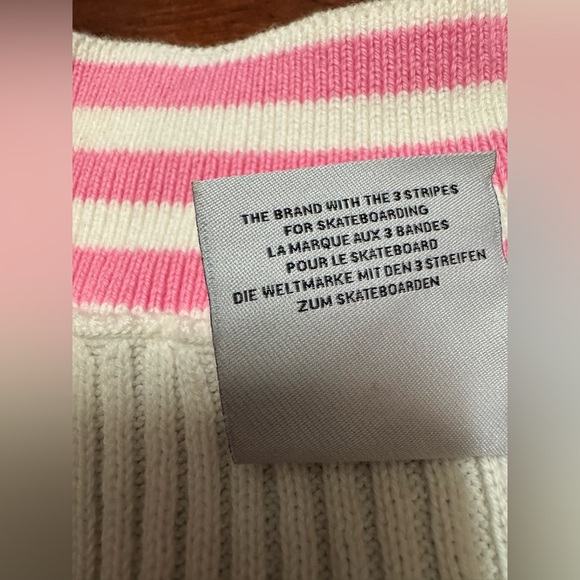 THE BRAND WITH THE 3 STRIPES
FOR SKATEBOARDING
LA MARQUE AUX 3 BANDES
POUR LE SKATEBOARD
DIE WELTMARKE MIT DEN 3 STREIFEN
ZUM SKATEBOARDEN